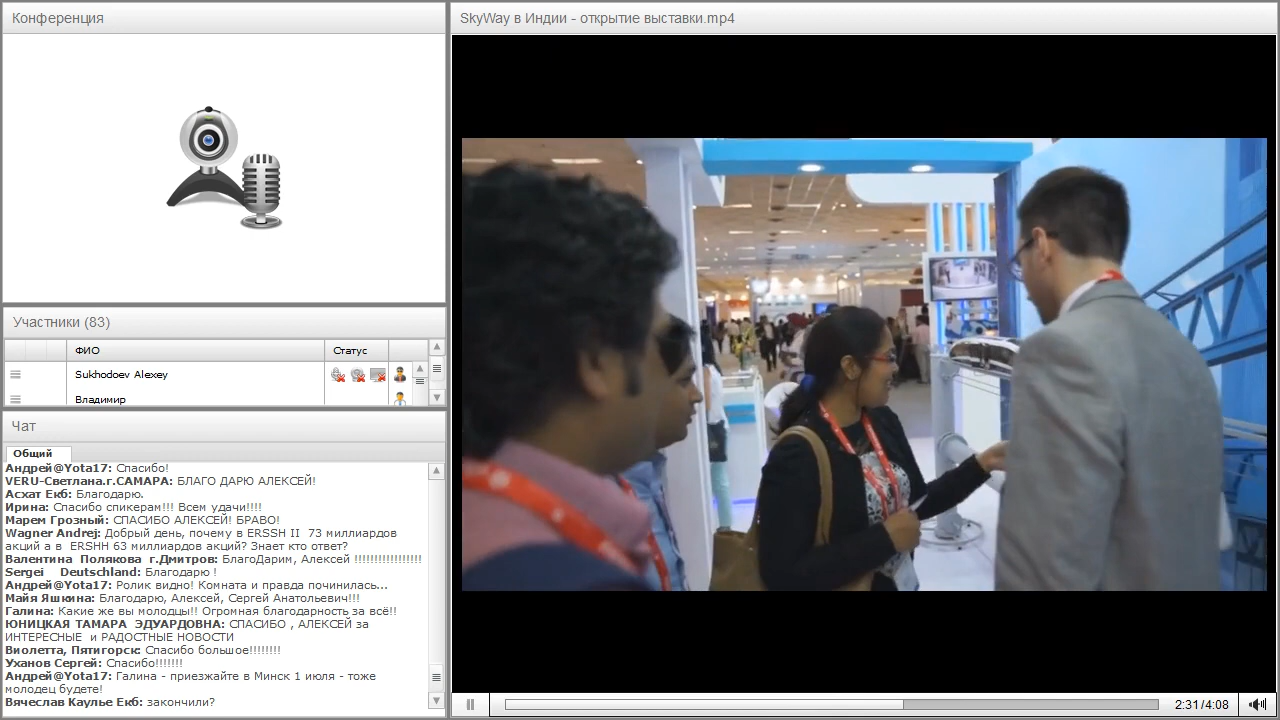 Конференция
SkyWay в Индии - открытие выставки.mp4
Участники (83)
ФИО Статус
Sukhodoev Alexey
Владимир
Чат
Общий
Андрей@Yota17: Спасибо!
VERU-Светлана.г.САМАРА: БЛАГО ДАРЮ АЛЕКСЕЙ!
Асхат Екб: Благодарю.
Ирина: Спасибо спикерам!!! Всем удачи!!!!
Марем Грозный: СПАСИБО АЛЕКСЕЙ! БРАВО!
Wagner Andrej: Добрый день, почему в ERSSH II 73 миллиардов
акций а в ERSHH 63 миллиардов акций? Знает кто ответ?
Валентина Полякова г.Дмитров: БлагоДарим, Алексей !!!!!!!!!!!!!!!!!
Sergei Deutschland: Благодарю !
Андрей@Yota17: Ролик видно! Комната и правда починилась...
Майя Яшкина: Благодарю, Алексей, Сергей Анатольевич!!!
Галина: Какие же вы молодцы!! Огромная благодарность за всё!!
ЮНИЦКАЯ ТАМАРА ЭДУАРДОВНА: СПАСИБО , АЛЕКСЕЙ за
ИНТЕРЕСНЫЕ и РАДОСТНЫЕ НОВОСТИ
Виолетта, Пятигорск: Спасибо большое!!!!!!!!
Уханов Сергей: Спасибо!!!!!!!
Андрей@Yota17: Галина - приезжайте в Минск 1 июля - тоже
молодец будете!
Вячеслав Каулье Екб: закончили?
2:31/4:08